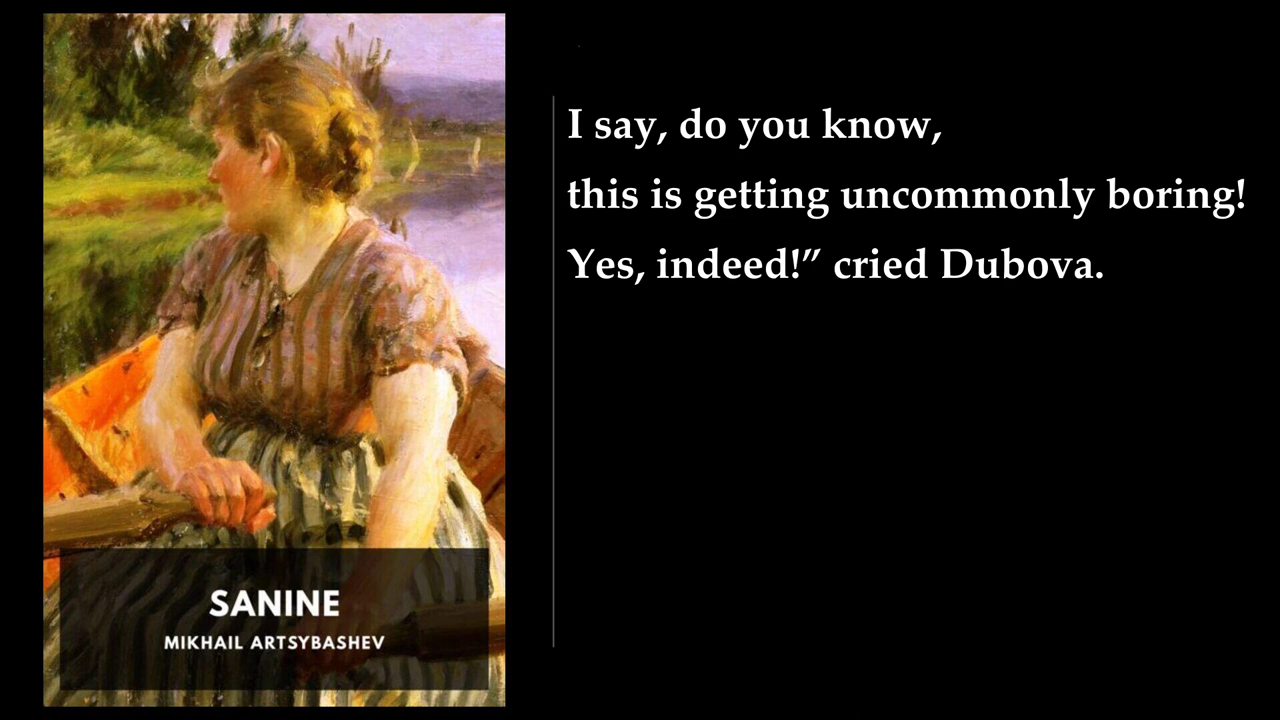 SANINE
MIKHAIL ARTSYBASHEV
I say, do you know,
this is getting uncommonly boring!
Yes, indeed!” cried Dubova.